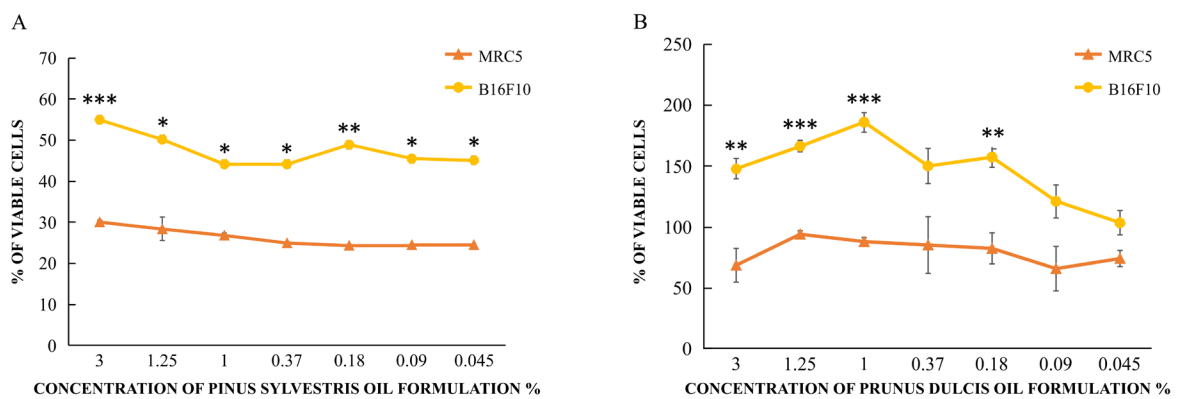 A
% OF VIABLE CELLS
70
60
50
40
30
20
10
0
MRC5
B16F10
*** * * * ** * *
3 1.25 1 0.37 0.18 0.09 0.045
CONCENTRATION OF PINUS SYLVESTRIS OIL FORMULATION %
B
% OF VIABLE CELLS
250
200
150
100
50
0
MRC5
B16F10
** *** *** **
3 1.25 1 0.37 0.18 0.09 0.045
CONCENTRATION OF PRUNUS DULCIS OIL FORMULATION %